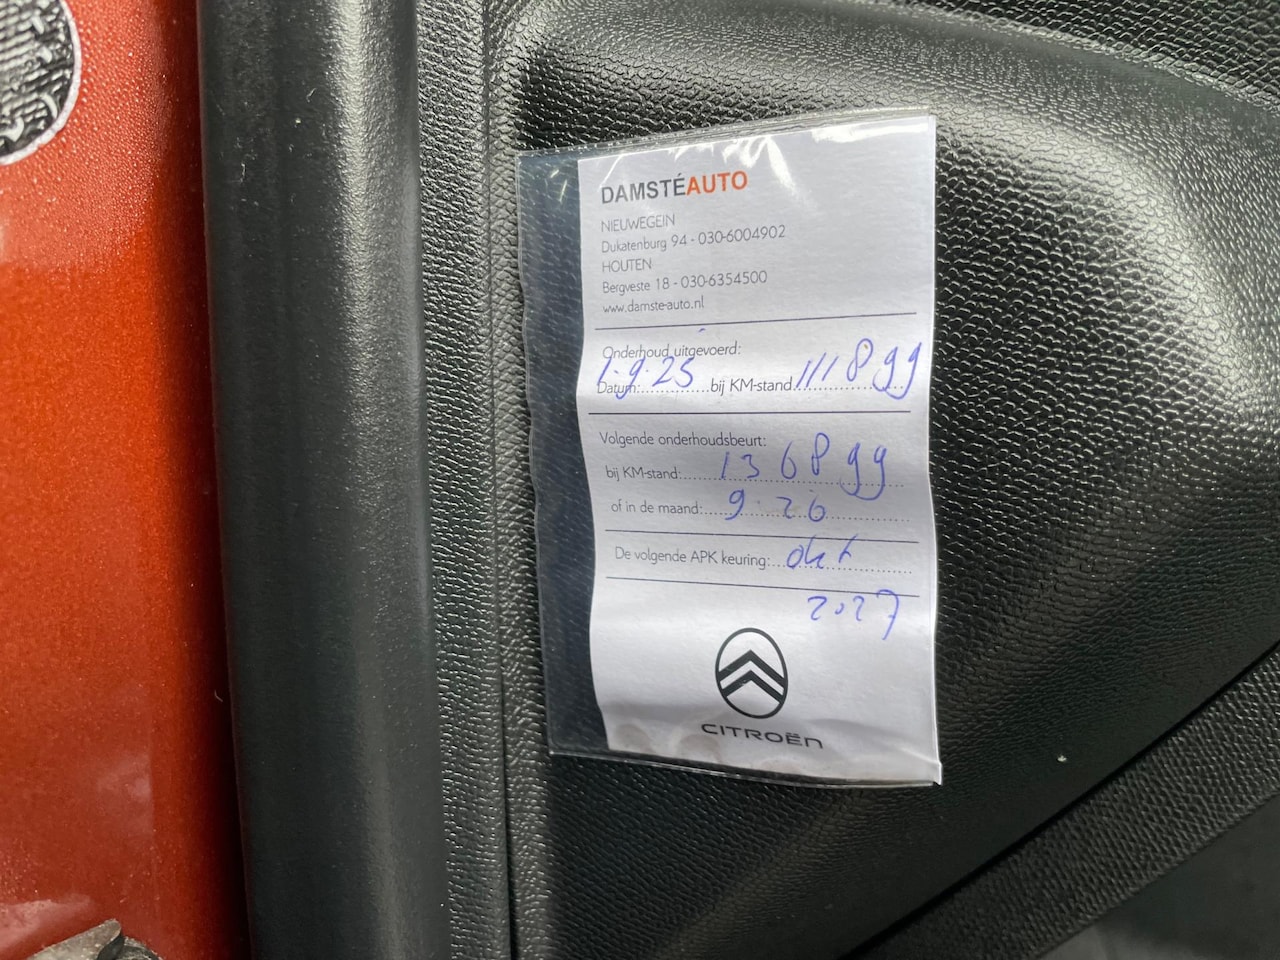 DAMSTÉAUTO
NIEUWEGEIN
Dukatenburg 94 - 030-6004902
HOUTEN
Bergveste 18 - 030-6354500
www.damste-auto.nl
Onderhoud uitgevoerd:
Datum: 1-9-25 bij KM-stand 111899
Volgende onderhoudsbeurt:
bij KM-stand: 136899
of in de maand: 9-26
De volgende APK keuring: okt
2027
CITROËN